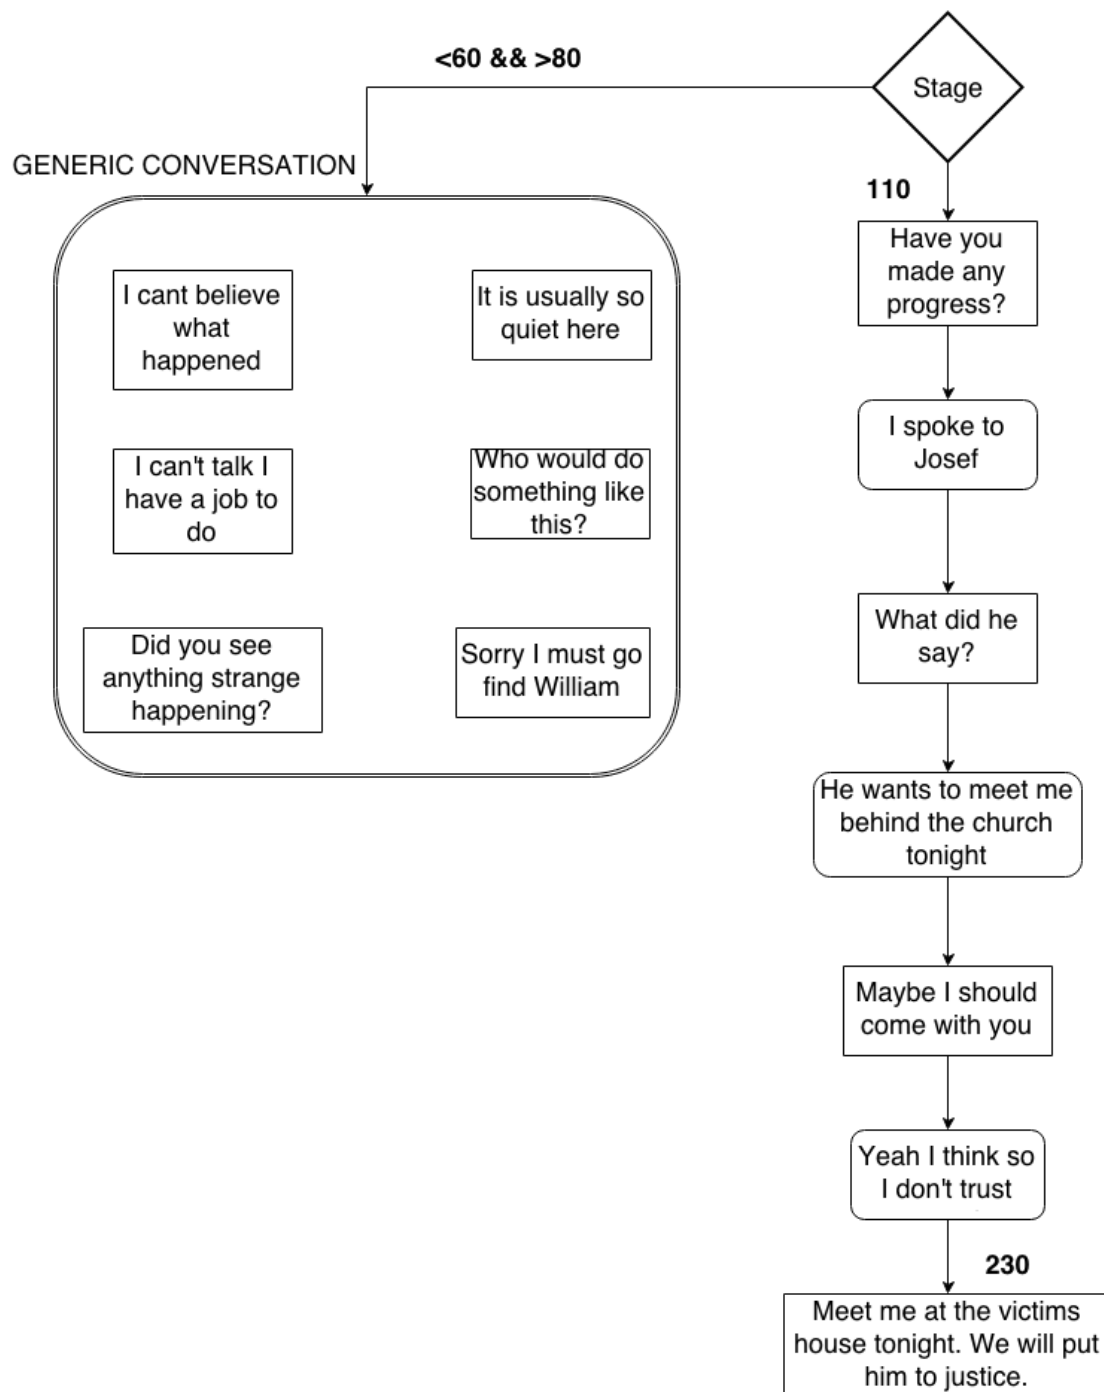 <60 && >80
Stage
GENERIC CONVERSATION
110
I cant believe
what
happened
It is usually so
quiet here
I can't talk I
have a job to
do
Who would do
something like
this?
Did you see
anything strange
happening?
Sorry I must go
find William
Have you
made any
progress?
I spoke to
Josef
What did he
say?
He wants to meet me
behind the church
tonight
Maybe I should
come with you
Yeah I think so
I don't trust
230
Meet me at the victims
house tonight. We will put
him to justice.